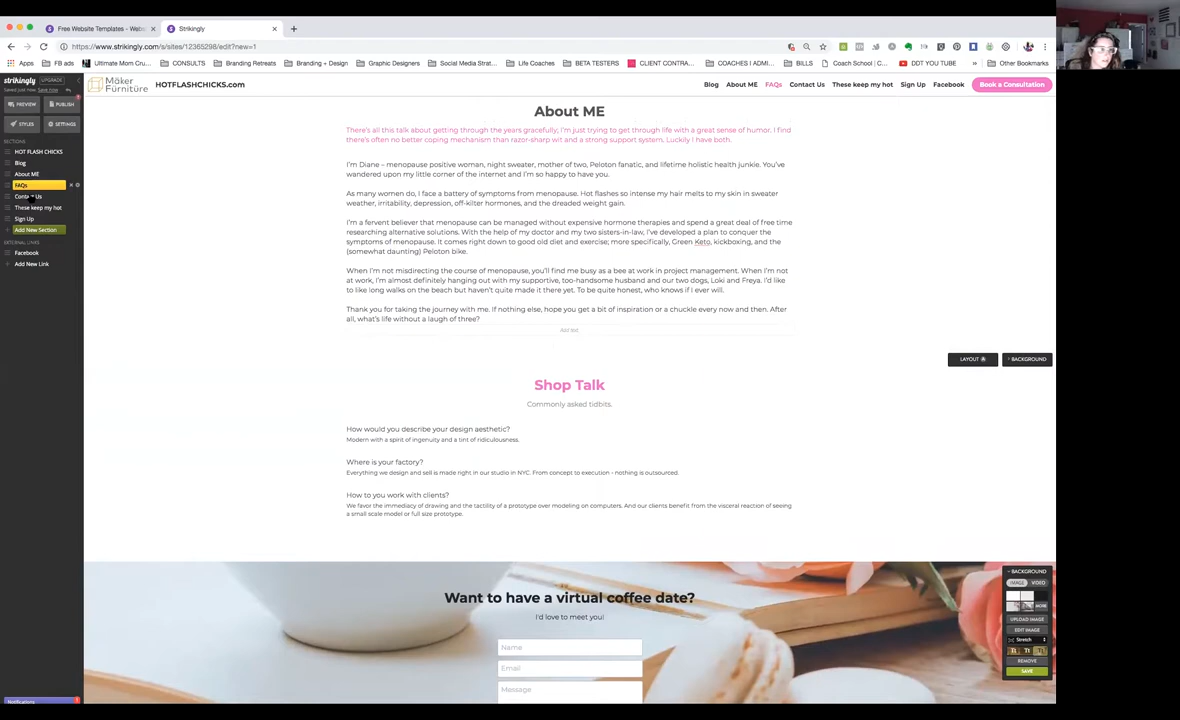 Free Website Templates - Webs
Strikingly
https://www.strikingly.com/s/sites/12365298/edit?new=1
Apps FB ads Ultimate Mom Cru... CONSULTS Branding Retreats Branding + Design Graphic Designers Social Media Strat... Life Coaches BETA TESTERS CLIENT CONTRA... COACHES | ADMI... BILLS Coach School | C... DDT YOU TUBE » Other Bookmarks
strikingly UPGRADE
Saved just now. Save now
PREVIEW PUBLISH
STYLES SETTINGS
SECTIONS
HOT FLASH CHICKS
Blog
About ME
FAQs
Contact Us
These keep my hot
Sign Up
Add New Section
EXTERNAL LINKS
Facebook
Add New Link
Notifications
Maker
Furniture
HOTFLASHCHICKS.com
Blog About ME FAQs Contact Us These keep my hot Sign Up Facebook Book a Consultation
About ME
There's all this talk about getting through the years gracefully, I'm just trying to get through life with a great sense of humor. I find
there's often no better coping mechanism than razor-sharp wit and a strong support system. Luckily I have both.
I'm Diane – menopause positive woman, night sweater, mother of two, Peloton fanatic, and lifetime holistic health junkie. You've
wandered upon my little corner of the internet and I'm so happy to have you.
As many women do, I face a battery of symptoms from menopause. Hot flashes so intense my hair melts to my skin in sweater
weather, irritability, depression, off-kilter hormones, and the dreaded weight gain.
I'm a fervent believer that menopause can be managed without expensive hormone therapies and spend a great deal of free time
researching alternative solutions. With the help of my doctor and my two sisters-in-law, I've developed a plan to conquer the
symptoms of menopause. It comes right down to good old diet and exercise; more specifically, Green Keto, kickboxing, and the
(somewhat daunting) Peloton bike.
When I'm not misdirecting the course of menopause, you'll find me busy as a bee at work in project management. When I'm not
at work, I'm almost definitely hanging out with my supportive, too-handsome husband and our two dogs, Loki and Freya. I'd like
to like long walks on the beach but haven't quite made it there yet. To be quite honest, who knows if I ever will.
Thank you for taking the journey with me. If nothing else, hope you get a bit of inspiration or a chuckle every now and then. After
all, what's life without a laugh of three?
Add text
LAYOUT BACKGROUND
Shop Talk
Commonly asked tidbits.
How would you describe your design aesthetic?
Modern with a spirit of ingenuity and a tint of ridiculousness.
Where is your factory?
Everything we design and sell is made right in our studio in NYC. From concept to execution - nothing is outsourced.
How to you work with clients?
We favor the immediacy of drawing and the tactility of a prototype over modeling on computers. And our clients benefit from the visceral reaction of seeing
a small scale model or full size prototype.
Want to have a virtual coffee date?
I'd love to meet you!
Name
Email
Message
BACKGROUND
IMAGE VIDEO
MORE
UPLOAD IMAGE
EDIT IMAGE
Stretch
REMOVE
SAVE